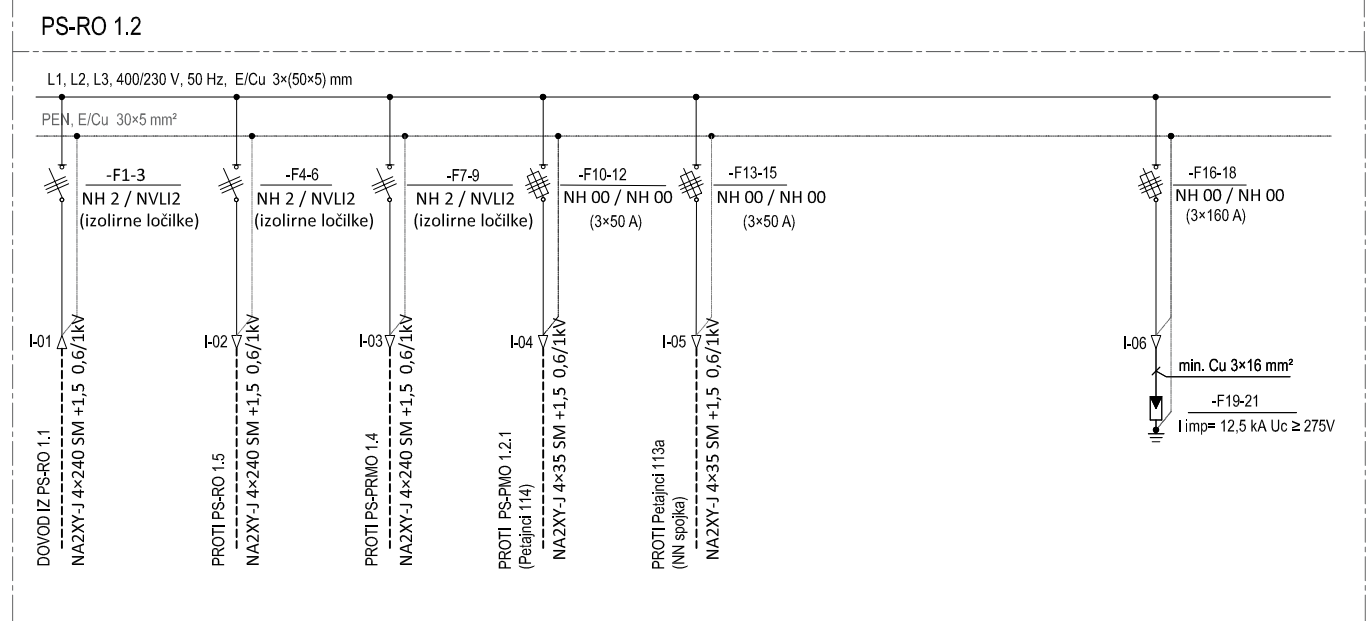 PS-RO 1.2
L1, L2, L3, 400/230 V, 50 Hz, E/Cu 3×(50×5) mm
PEN, E/Cu 30×5 mm²
-F1-3
NH 2 / NVLI2
(izolirne ločilke)
-F4-6
NH 2 / NVLI2
(izolirne ločilke)
-F7-9
NH 2 / NVLI2
(izolirne ločilke)
-F10-12
NH 00 / NH 00
(3×50 A)
-F13-15
NH 00 / NH 00
(3×50 A)
-F16-18
NH 00 / NH 00
(3×160 A)
I-01
DOVOD IZ PS-RO 1.1
NA2XY-J 4×240 SM +1,5 0,6/1kV
I-02
PROTI PS-RO 1.5
NA2XY-J 4×240 SM +1,5 0,6/1kV
I-03
PROTI PS-PRMO 1.4
NA2XY-J 4×240 SM +1,5 0,6/1kV
I-04
PROTI PS-PMO 1.2.1
(Petajnci 114)
NA2XY-J 4×35 SM +1,5 0,6/1kV
I-05
PROTI Petajnci 113a
(NN spojka)
NA2XY-J 4×35 SM +1,5 0,6/1kV
I-06
min. Cu 3×16 mm²
-F19-21
I imp= 12,5 kA Uc ≥ 275V